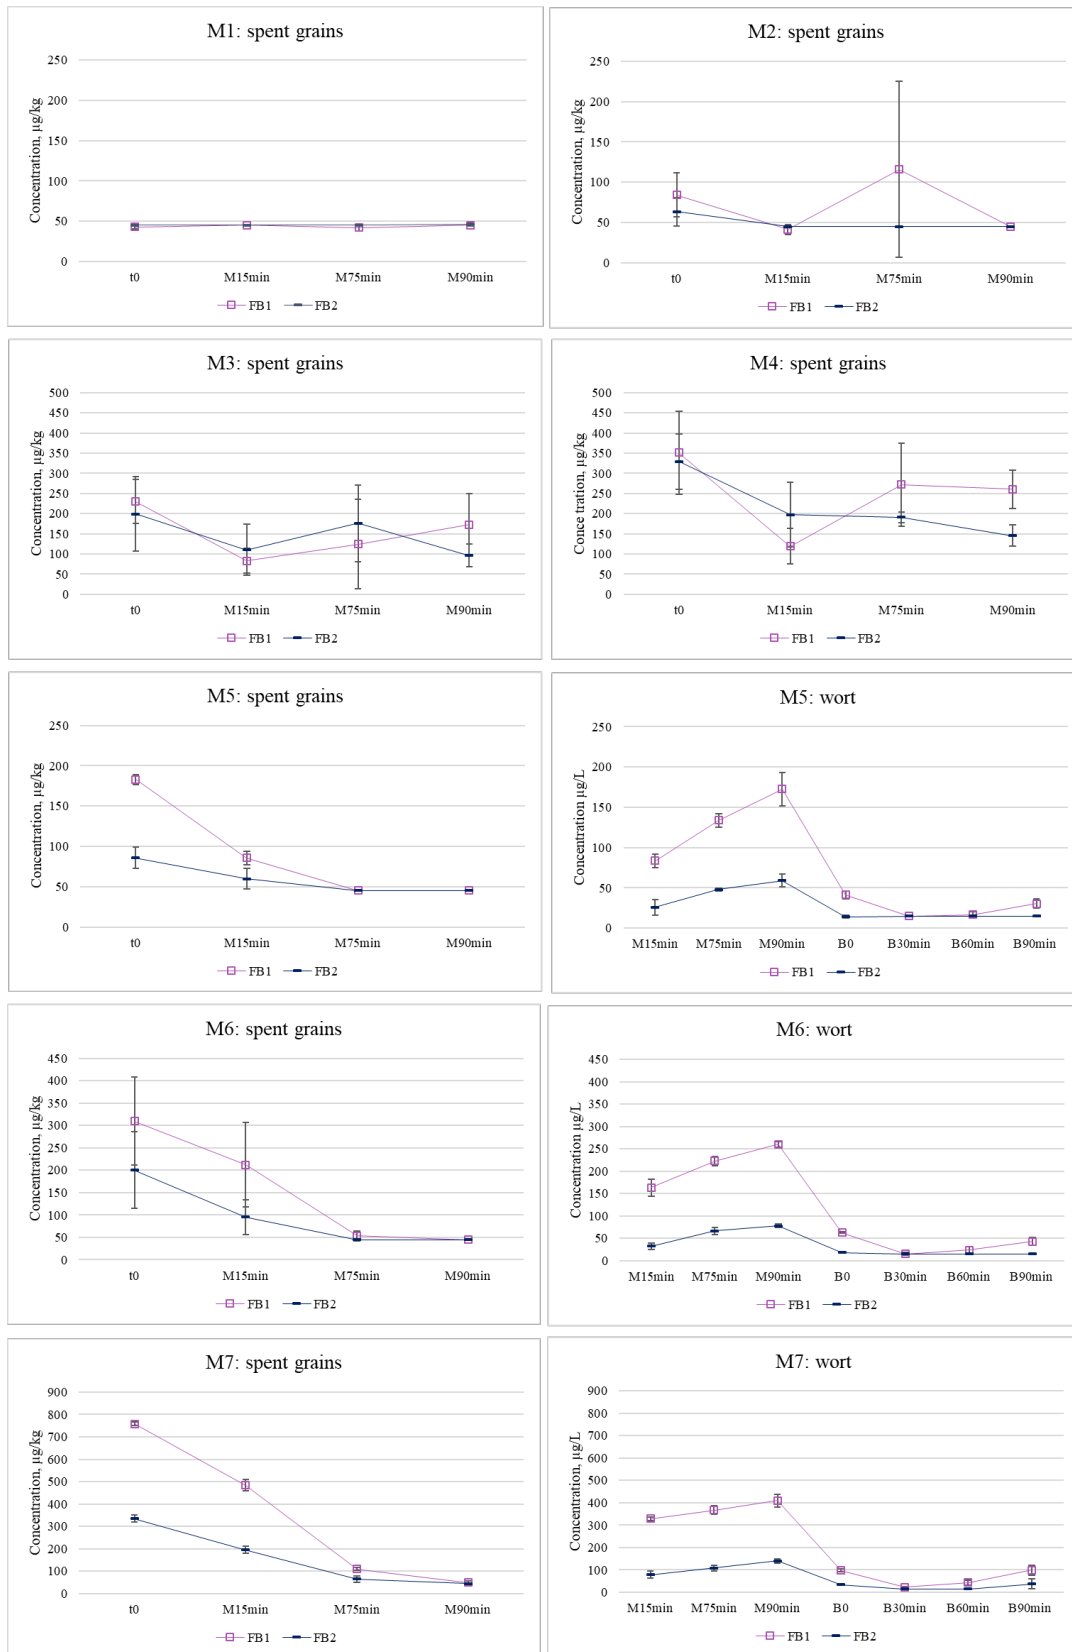 M1: spent grains
Concentration, µg/kg
250
200
150
100
50
0
t0 M15min M75min M90min
FB1 FB2
M2: spent grains
Concentration, µg/kg
250
200
150
100
50
0
t0 M15min M75min M90min
FB1 FB2
M3: spent grains
Concentration, µg/kg
500
450
400
350
300
250
200
150
100
50
0
t0 M15min M75min M90min
FB1 FB2
M4: spent grains
Conce tration, µg/kg
500
450
400
350
300
250
200
150
100
50
0
t0 M15min M75min M90min
FB1 FB2
M5: spent grains
Concentration, µg/kg
250
200
150
100
50
0
t0 M15min M75min M90min
FB1 FB2
M5: wort
Concentration µg/L
250
200
150
100
50
0
M15min M75min M90min B0 B30min B60min B90min
FB1 FB2
M6: spent grains
Concentration, µg/kg
450
400
350
300
250
200
150
100
50
0
t0 M15min M75min M90min
FB1 FB2
M6: wort
Concentration µg/L
450
400
350
300
250
200
150
100
50
0
M15min M75min M90min B0 B30min B60min B90min
FB1 FB2
M7: spent grains
Concentration, µg/kg
900
800
700
600
500
400
300
200
100
0
t0 M15min M75min M90min
FB1 FB2
M7: wort
Concentration, µg/L
900
800
700
600
500
400
300
200
100
0
M15min M75min M90min B0 B30min B60min B90min
FB1 FB2